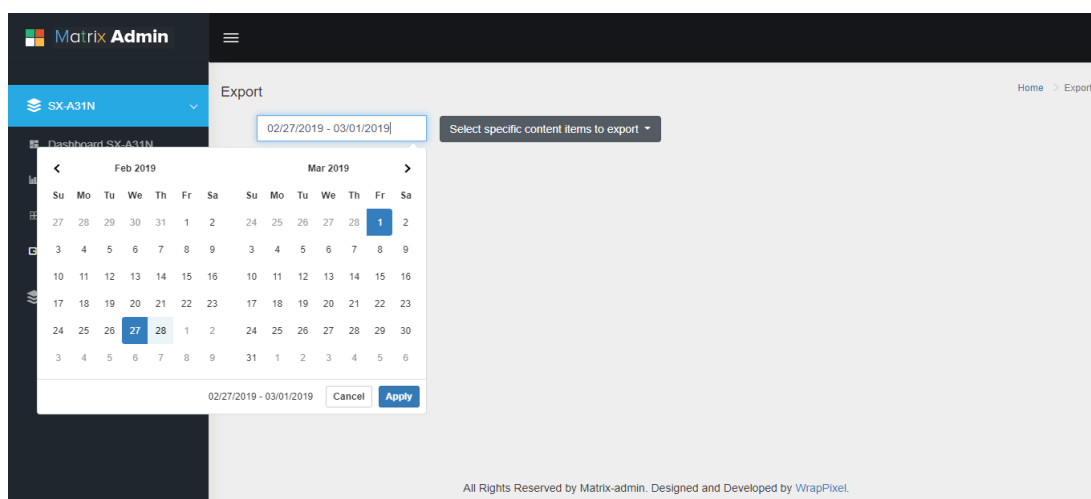 Matrix Admin
SX-A31N
Export
Home > Export
02/27/2019 - 03/01/2019
Select specific content items to export
Dashboard SX-A31N
Feb 2019 Mar 2019
Su Mo Tu We Th Fr Sa Su Mo Tu We Th Fr Sa
27 28 29 30 31 1 2 24 25 26 27 28 1 2
3 4 5 6 7 8 9 3 4 5 6 7 8 9
10 11 12 13 14 15 16 10 11 12 13 14 15 16
17 18 19 20 21 22 23 17 18 19 20 21 22 23
24 25 26 27 28 1 2 24 25 26 27 28 29 30
3 4 5 6 7 8 9 31 1 2 3 4 5 6
02/27/2019 - 03/01/2019 Cancel Apply
All Rights Reserved by Matrix-admin. Designed and Developed by WrapPixel.